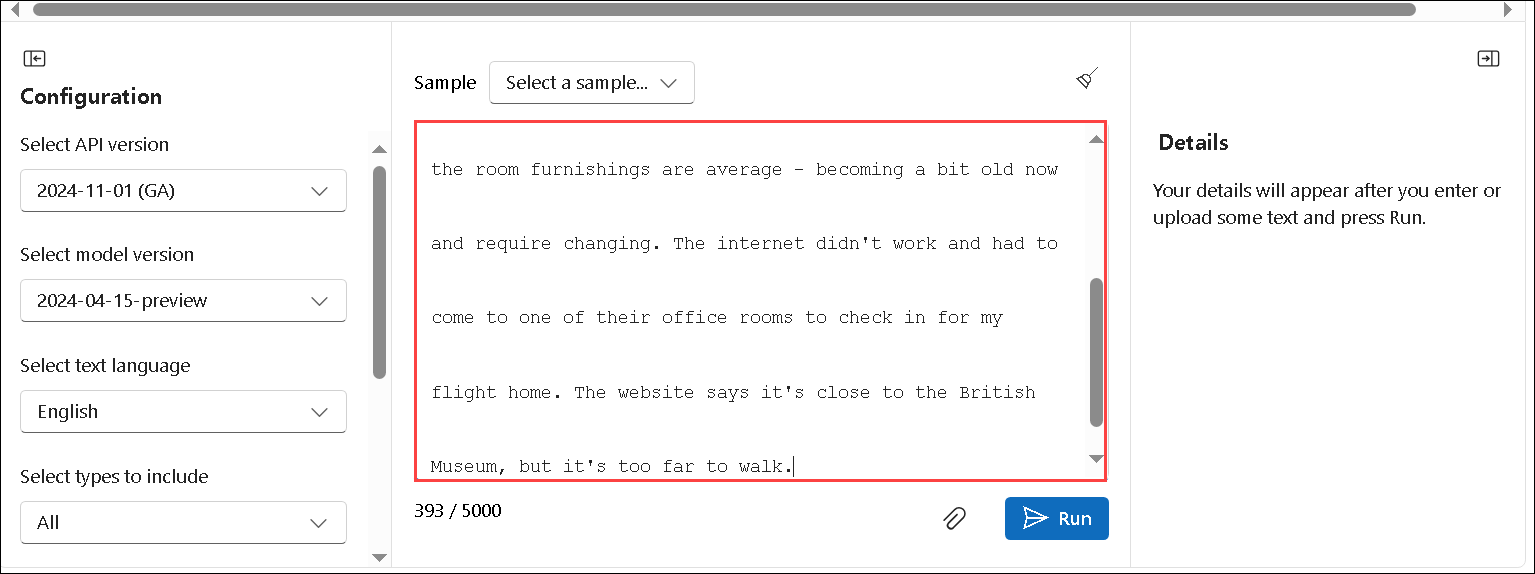 Configuration
Select API version
2024-11-01 (GA)
Select model version
2024-04-15-preview
Select text language
English
Select types to include
All
Sample
Select a sample...
the room furnishings are average - becoming a bit old now
and require changing. The internet didn't work and had to
come to one of their office rooms to check in for my
flight home. The website says it's close to the British
Museum, but it's too far to walk.
393 / 5000
Run
Details
Your details will appear after you enter or
upload some text and press Run.